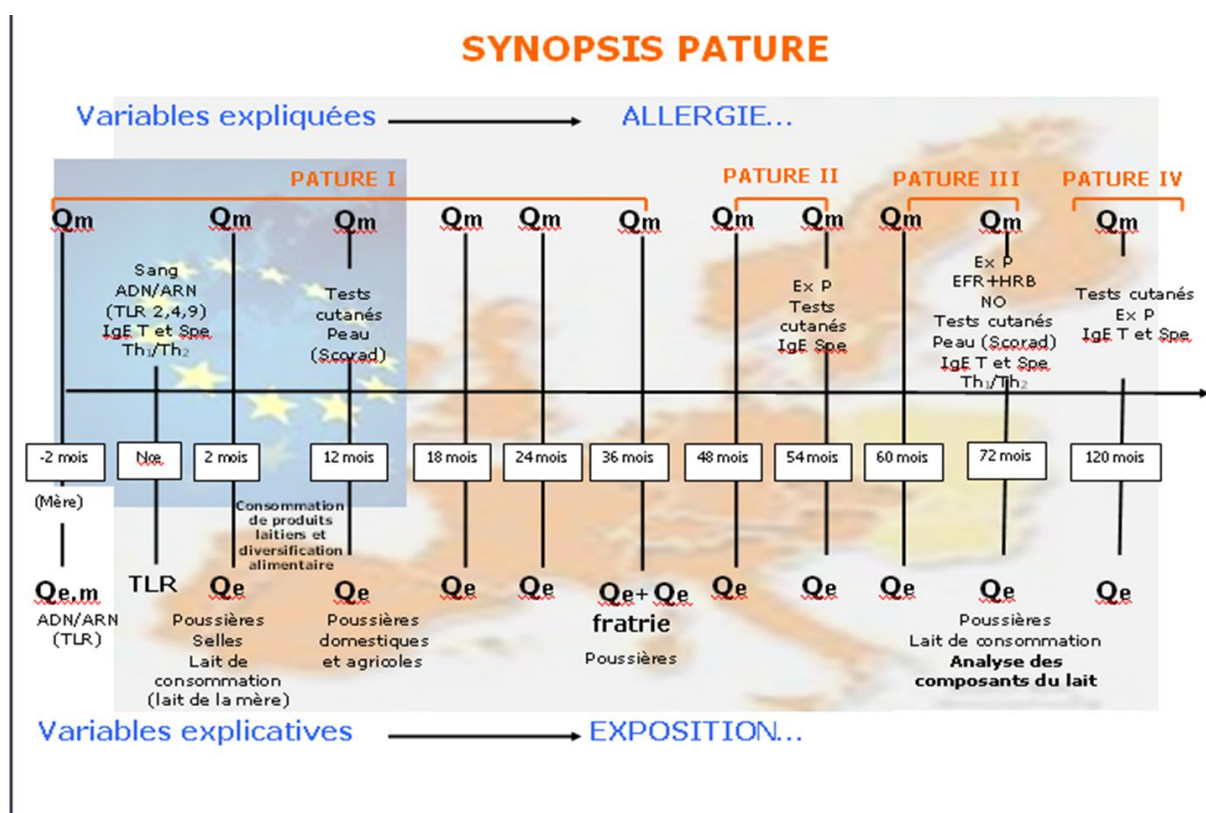 SYNOPSIS PATURE
Variables expliquées ALLERGIE...
PATURE I
PATURE II
PATURE III
PATURE IV
Qm Qm Qm Qm Qm Qm Qm Qm Qm Qm Qm
Sang
ADN/ARN
(TLR 2,4,9)
IgE T et Spe
Th1/Th2
Tests
cutanés
Peau
(Scorad)
Ex P
Tests
cutanés
IgE Spe
Ex P
EFR+HRB
NO
Tests cutanés
Peau (Scorad)
IgE T et Spe
Th1/Th2
Tests cutanés
Ex P
IgE T et Spe
-2 mois Nce 2 mois 12 mois 18 mois 24 mois 36 mois 48 mois 54 mois 60 mois 72 mois 120 mois
(Mère)
Consommation
de produits
laitiers et
diversification
alimentaire
Qe,m TLR Qe Qe Qe Qe Qe+ Qe Qe Qe Qe Qe Qe
ADN/ARN
(TLR)
Poussières
Selles
Lait de
consommation
(lait de la mère)
Poussières
domestiques
et agricoles
fratrie
Poussières
Poussières
Lait de consommation
Analyse des
composants du lait
Variables explicatives EXPOSITION...